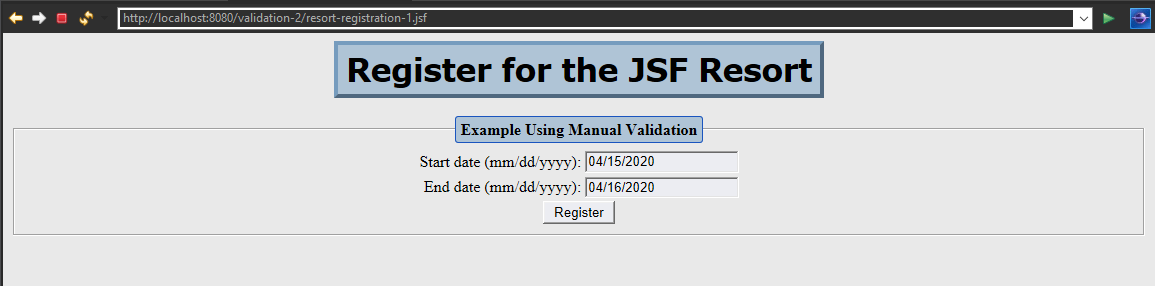 http://localhost:8080/validation-2/resort-registration-1.jsf
Register for the JSF Resort
Example Using Manual Validation
Start date (mm/dd/yyyy): 04/15/2020
End date (mm/dd/yyyy): 04/16/2020
Register